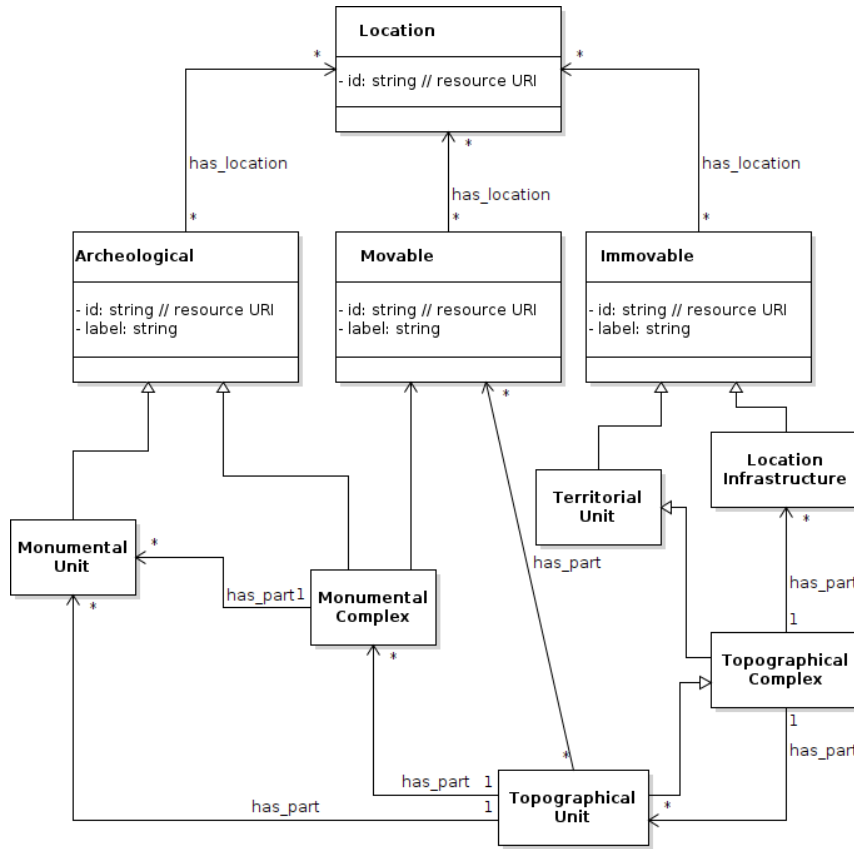 Location
- id: string // resource URI
*
*
*
has_location
has_location
has_location
*
*
*
Archeological
- id: string // resource URI
- label: string
Movable
- id: string // resource URI
- label: string
Immovable
- id: string // resource URI
- label: string
*
Location
Infrastructure
Territorial
Unit
*
Monumental
Unit
*
has_part
has_part 1
Monumental
Complex
has_part
1
*
*
Topographical
Complex
1
has_part
*
has_part 1
has_part
1
Topographical
Unit
*